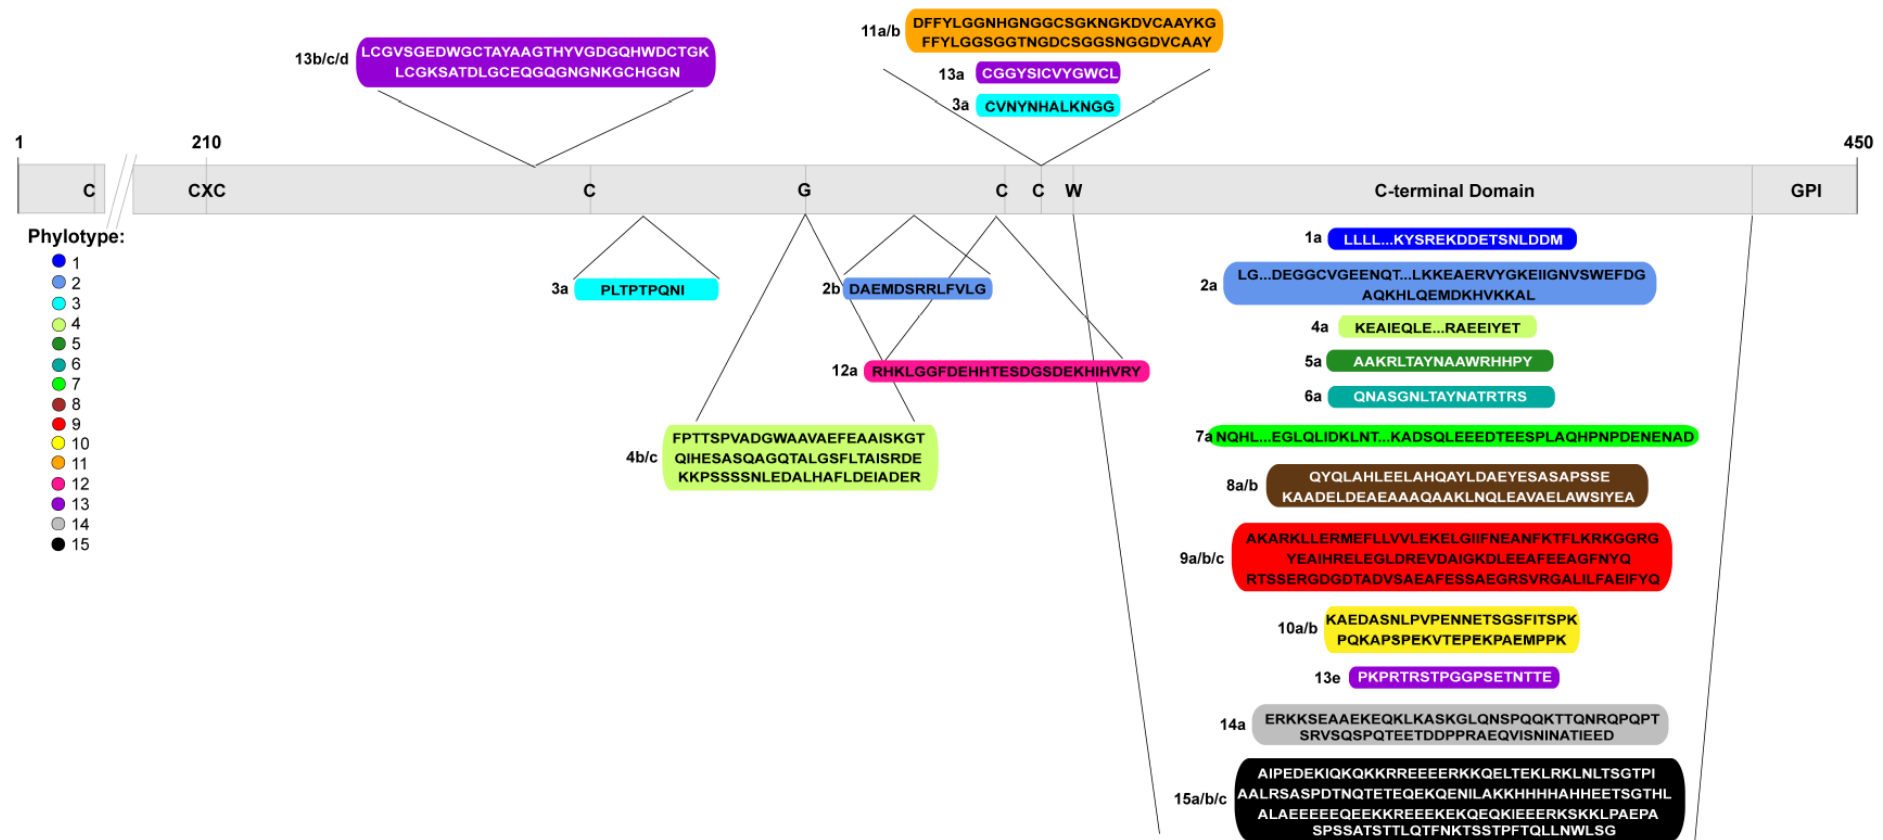 13b/c/d
LCGVSGEDWGCTAYAAGTHYVGDGQHWDCTGK
LCGKSATDLGCEQGQGNGNKGCHGGN
11a/b
DFFYLGGNHGNGGCSGKNGKDVCAAYKG
FFYLGGSGGTNGDCSGGSNGGDVCAAY
13a CGGYSICVYGWCL
3a CVNYNHALKNGG
1 210 450
C CXC C G C C W C-terminal Domain GPI
Phylotype:
1
2
3
4
5
6
7
8
9
10
11
12
13
14
15
3a PLTPTPQNI
2b DAEMDSRRLFVLG
12a RHKLGGFDEHHTESDGSDEKHIHVRY
4b/c
FPTTSPVADGWAAVAEFEAAISKGT
QIHESASQAGQTALGSFLTAISRDE
KKPSSSSNLEDALHAFLDEIADER
1a LLLL...KYSREKDDETSNLDDM
2a
LG...DEGGCVGEENQT...LKKEAERVYGKEIIGNVSWEFDG
AQKHLQEMDKHVKKAL
4a KEAIEQLE...RAEEIYET
5a AAKRLTAYNAAWRHHPY
6a QNASGNLTAYNATRTRS
7a NQHL...EGLQLIDKLNT...KADSQLEEEDTEESPLAQHPNPDENENAD
8a/b
QYQLAHLEELAHQAYLDAEYESASAPSSE
KAADELDEAEAAAQAAKLNQLEAVAELAWSIYEA
9a/b/c
AKARKLLERMEFLLVVLEKELGIIFNEANFKTFLKRKGGRG
YEAIHRELEGLDREVDAIGKDLEEAFEEAGFNYQ
RTSSERGDGDTADVSAEAFESSAEGRSVRGALILFAEIFYQ
10a/b
KAEDASNLPVPENNETSGSFITSPK
PQKAPSPEKVTEPEKPAEMPPK
13e PKPRTRSTPGGPSETNTTE
14a
ERKKSEAAEKEQKLKASKGLQNSPQQKTTQNRQPQPT
SRVSQSPQTEETDDPPRAEQVISNINATIEED
15a/b/c
AIPEDEKIQKQKKRREEEERKKQELTEKLRKLNLTSGTPI
AALRSASPDTNQTETEQEKQENILAKKHHHHAHHEETSGTHL
ALAEEEEEQEEKKREEEKEKQEQKIEEERKSKKLPAEPA
SPSSATSTTLQTFNKTSSTPFTQLLNWLSG